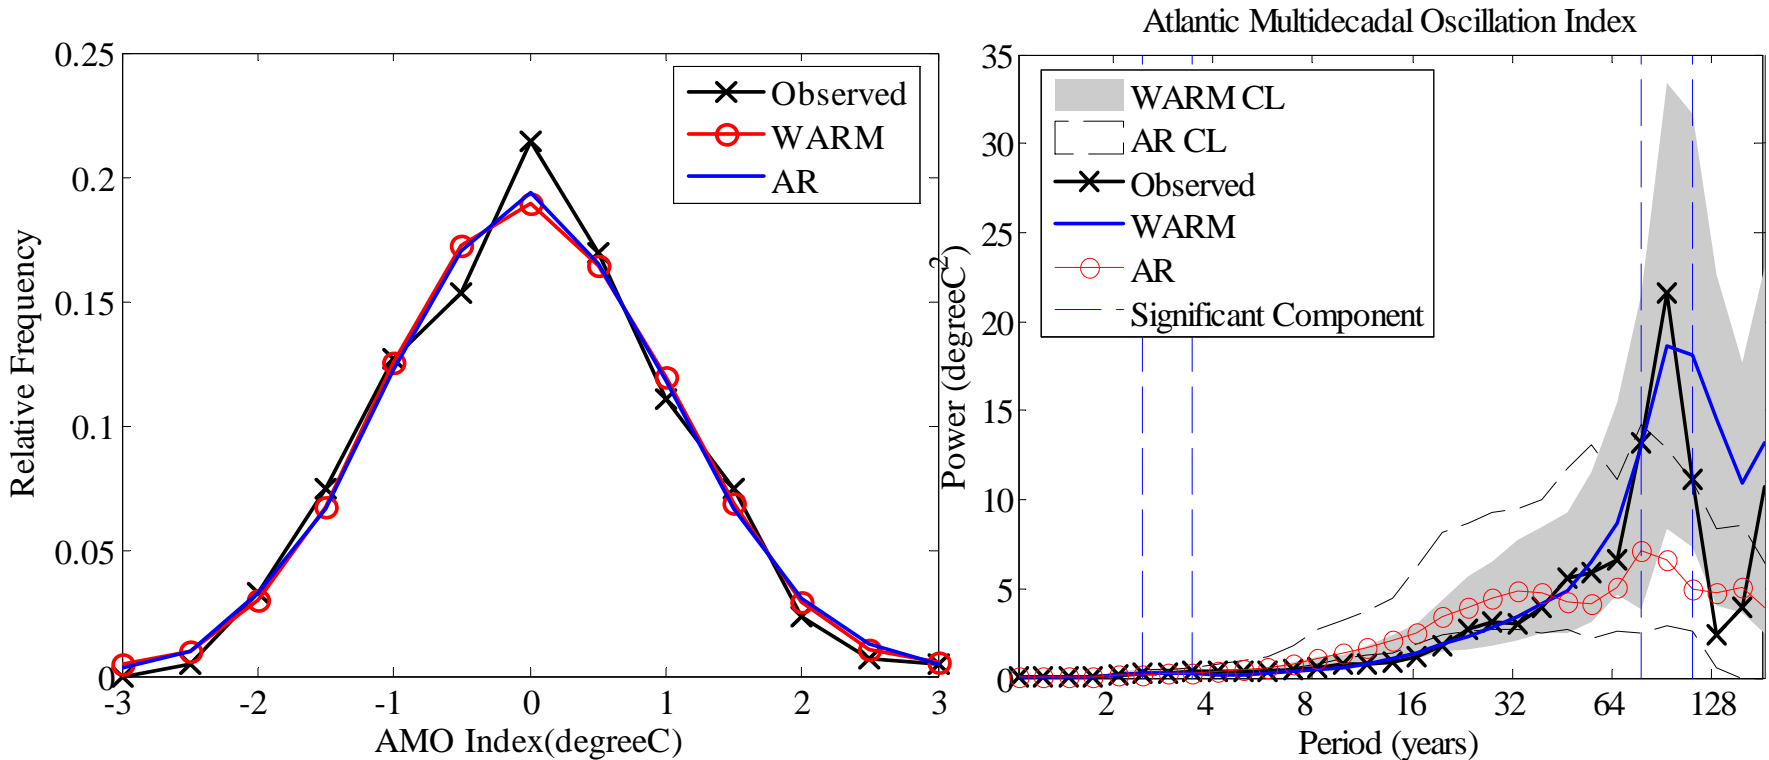 0.25
0.2
0.15
0.1
0.05
0
-3
-2
-1
0
1
2
3
Relative Frequency
AMO Index(degreeC)
Observed
WARM
AR
Atlantic Multidecadal Oscillation Index
35
30
25
20
15
10
5
0
2
4
8
16
32
64
128
Power (degreeC²)
Period (years)
WARM CL
AR CL
Observed
WARM
AR
Significant Component